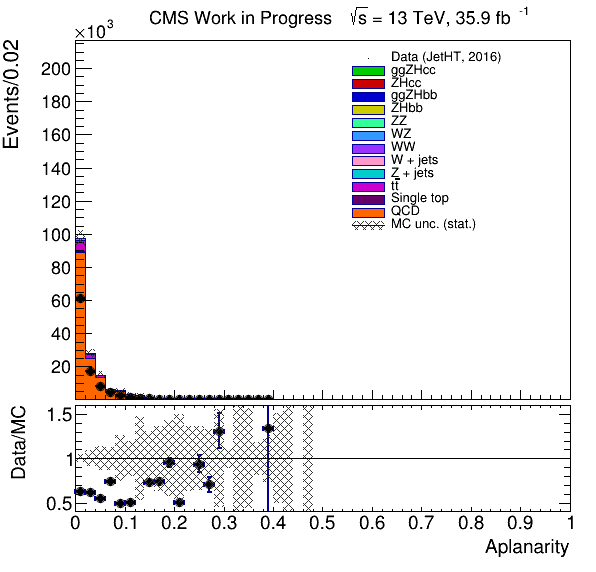 CMS Work in Progress √s = 13 TeV, 35.9 fb⁻¹
×10³
Events/0.02
200
180
160
140
120
100
80
60
40
20
Data (JetHT, 2016)
ggZHcc
ZHcc
ggZHbb
ZHbb
ZZ
WZ
WW
W + jets
Z + jets
tt̅
Single top
QCD
MC unc. (stat.)
Data/MC
1.5
1
0.5
0 0.1 0.2 0.3 0.4 0.5 0.6 0.7 0.8 0.9 1
Aplanarity